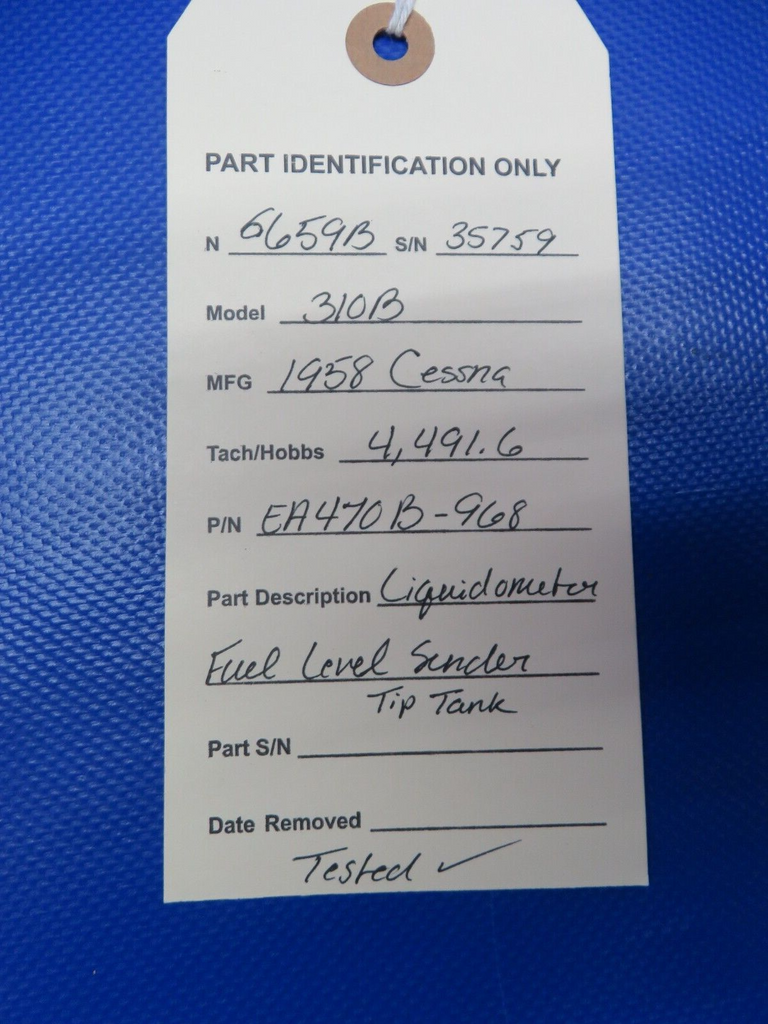 PART IDENTIFICATION ONLY
N 6659B S/N 35759
Model 310B
MFG 1958 Cessna
Tach/Hobbs 4,491.6
P/N EA470B-968
Part Description Liquidometer
Fuel Level Sender
Tip Tank
Part S/N
Date Removed
Tested ✓